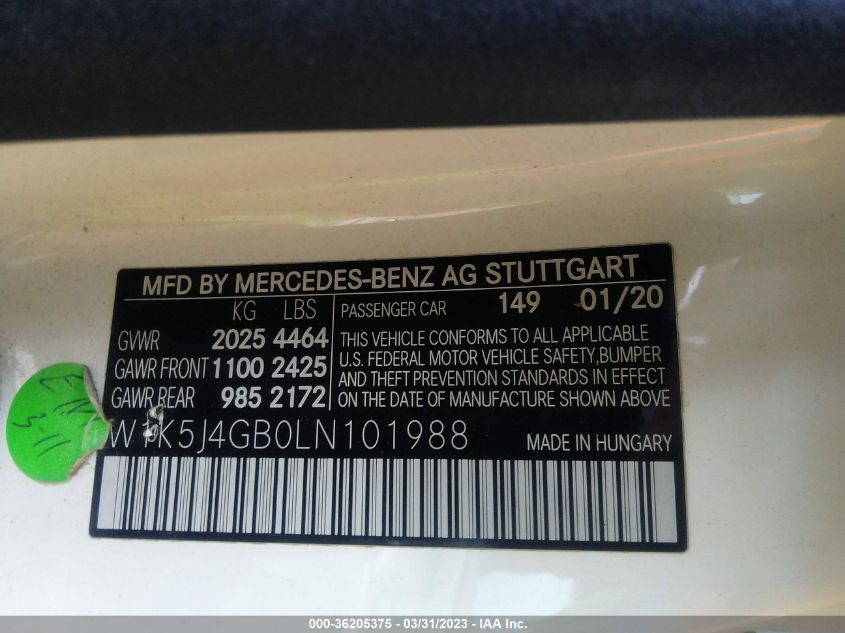 MFD BY MERCEDES-BENZ AG STUTTGART
KG LBS
GVWR 2025 4464
GAWR FRONT 1100 2425
GAWR REAR 985 2172
PASSENGER CAR 149 01/20
THIS VEHICLE CONFORMS TO ALL APPLICABLE
U.S. FEDERAL MOTOR VEHICLE SAFETY, BUMPER
AND THEFT PREVENTION STANDARDS IN EFFECT
ON THE DATE OF MANUFACTURE SHOWN ABOVE
W1K5J4GB0LN101988
MADE IN HUNGARY
000-36205375 - 03/31/2023 - IAA Inc.